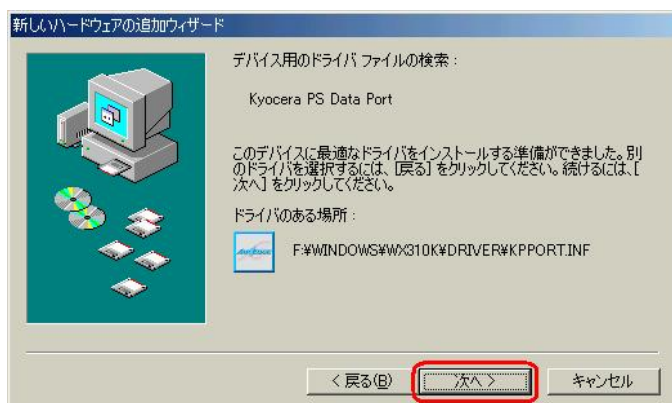 新しいハードウェアの追加ウィザード
デバイス用のドライバ ファイルの検索 :
Kyocera PS Data Port
このデバイスに最適なドライバをインストールする準備ができました。別
のドライバを選択するには、[戻る] をクリックしてください。続けるには、[
次へ] をクリックしてください。
ドライバのある場所 :
F:¥WINDOWS¥WX310K¥DRIVER¥KPPORT.INF
< 戻る(B)
次へ >
キャンセル